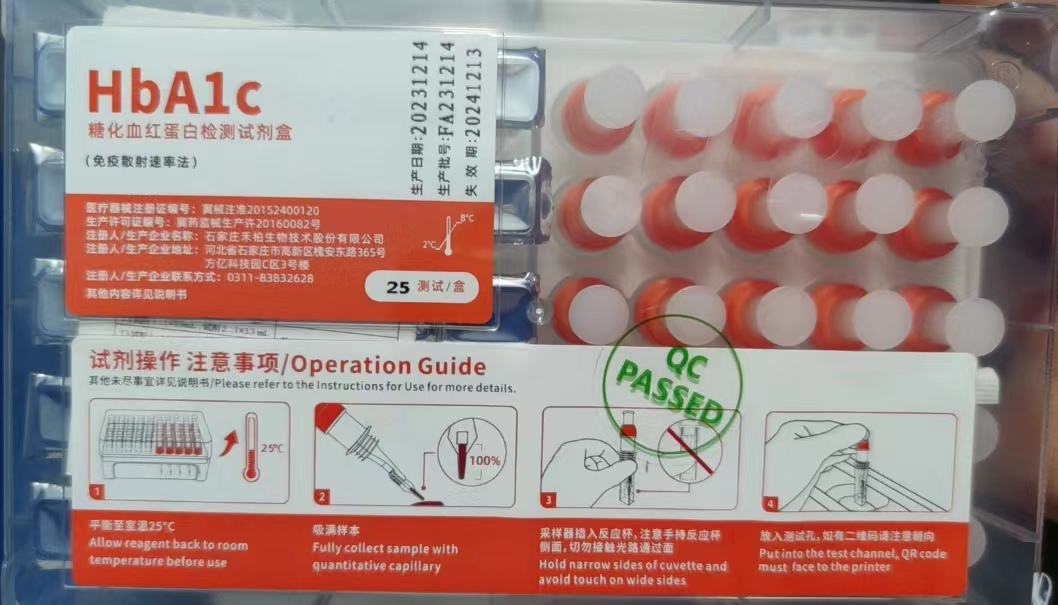 HbA1c
糖化血红蛋白检测试剂盒
(免疫散射速率法)
生产日期:20231214
生产批号:FA231214
失效期:20241213
医疗器械注册证编号：冀械注准20152400120
生产许可证编号：冀药监械生产许20160082号
注册人/生产企业名称：石家庄禾柏生物技术股份有限公司
注册人/生产企业地址：河北省石家庄市高新区槐安东路365号
方亿科技园C区3号楼
注册人/生产企业联系方式：0311-83832628
其他内容详见说明书
8℃
2℃
25 测试/盒
试剂操作 注意事项/Operation Guide
其他未尽事宜详见说明书/Please refer to the Instructions for Use for more details.
QC
PASSED
25℃
100%
1
2
3
4
平衡至室温25℃
Allow reagent back to room
temperature before use
吸满样本
Fully collect sample with
quantitative capillary
采样器插入反应杯，注意手持反应杯
侧面，切勿接触光路通过面
Hold narrow sides of cuvette and
avoid touch on wide sides
放入测试孔，如有二维码请注意朝向
Put into the test channel, QR code
must face to the printer